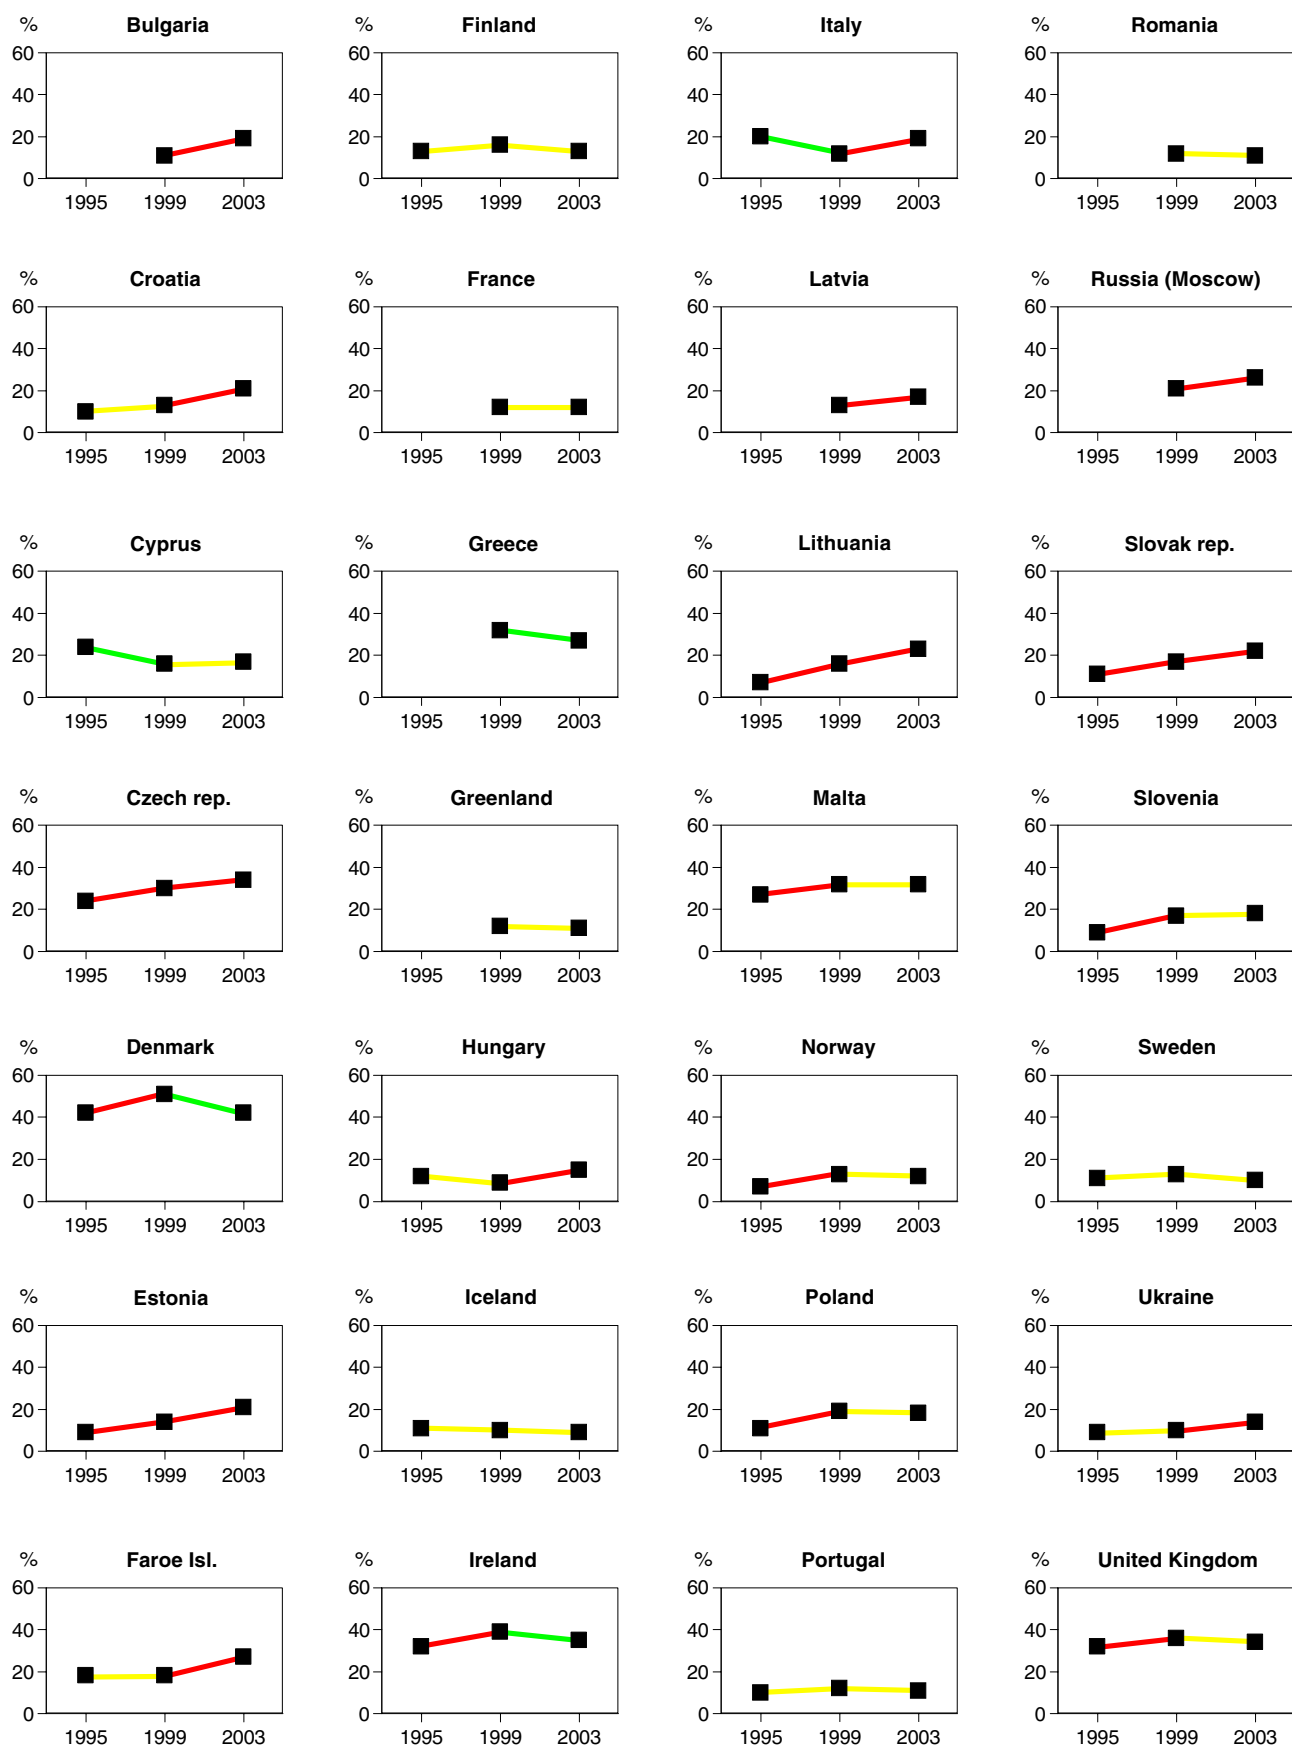 % Bulgaria % Finland % Italy % Romania
60 60 60 60
40 40 40 40
20 20 20 20
0 0 0 0
1995 1999 2003 1995 1999 2003 1995 1999 2003 1995 1999 2003
% Croatia % France % Latvia % Russia (Moscow)
60 60 60 60
40 40 40 40
20 20 20 20
0 0 0 0
1995 1999 2003 1995 1999 2003 1995 1999 2003 1995 1999 2003
% Cyprus % Greece % Lithuania % Slovak rep.
60 60 60 60
40 40 40 40
20 20 20 20
0 0 0 0
1995 1999 2003 1995 1999 2003 1995 1999 2003 1995 1999 2003
% Czech rep. % Greenland % Malta % Slovenia
60 60 60 60
40 40 40 40
20 20 20 20
0 0 0 0
1995 1999 2003 1995 1999 2003 1995 1999 2003 1995 1999 2003
% Denmark % Hungary % Norway % Sweden
60 60 60 60
40 40 40 40
20 20 20 20
0 0 0 0
1995 1999 2003 1995 1999 2003 1995 1999 2003 1995 1999 2003
% Estonia % Iceland % Poland % Ukraine
60 60 60 60
40 40 40 40
20 20 20 20
0 0 0 0
1995 1999 2003 1995 1999 2003 1995 1999 2003 1995 1999 2003
% Faroe Isl. % Ireland % Portugal % United Kingdom
60 60 60 60
40 40 40 40
20 20 20 20
0 0 0 0
1995 1999 2003 1995 1999 2003 1995 1999 2003 1995 1999 2003